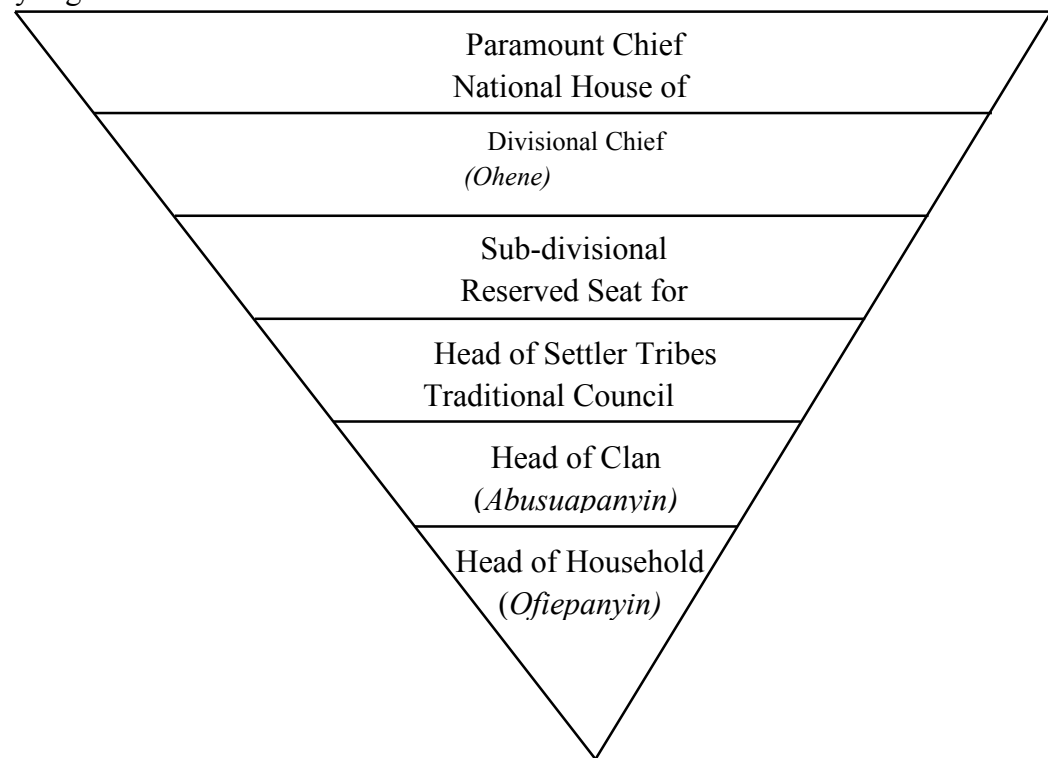 Paramount Chief
National House of
Divisional Chief
(Ohene)
Sub-divisional
Reserved Seat for
Head of Settler Tribes
Traditional Council
Head of Clan
(Abusuapanyin)
Head of Household
(Ofiepanyin)